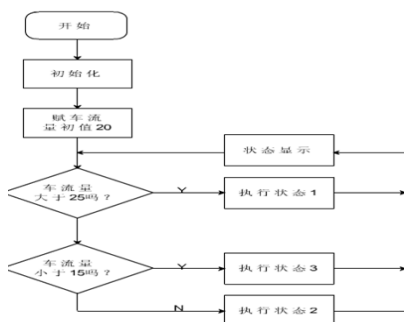 开始
初始化
赋车流
量初值20
状态显示
车流量
大于25吗?
Y
执行状态1
车流量
小于15吗?
Y
执行状态3
N
执行状态2